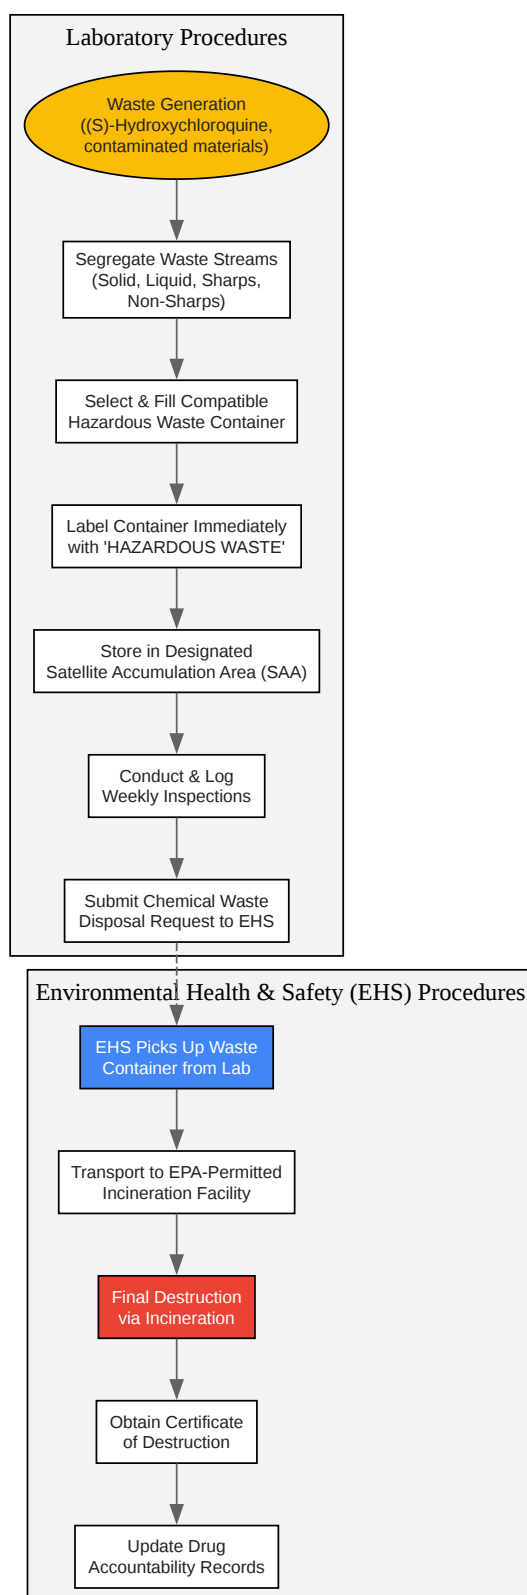 Laboratory Procedures
Waste Generation
((S)-Hydroxychloroquine,
contaminated materials)
Segregate Waste Streams
(Solid, Liquid, Sharps,
Non-Sharps)
Select & Fill Compatible
Hazardous Waste Container
Label Container Immediately
with 'HAZARDOUS WASTE'
Store in Designated
Satellite Accumulation Area (SAA)
Conduct & Log
Weekly Inspections
Submit Chemical Waste
Disposal Request to EHS
Environmental Health & Safety (EHS) Procedures
EHS Picks Up Waste
Container from Lab
Transport to EPA-Permitted
Incineration Facility
Final Destruction
via Incineration
Obtain Certificate
of Destruction
Update Drug
Accountability Records